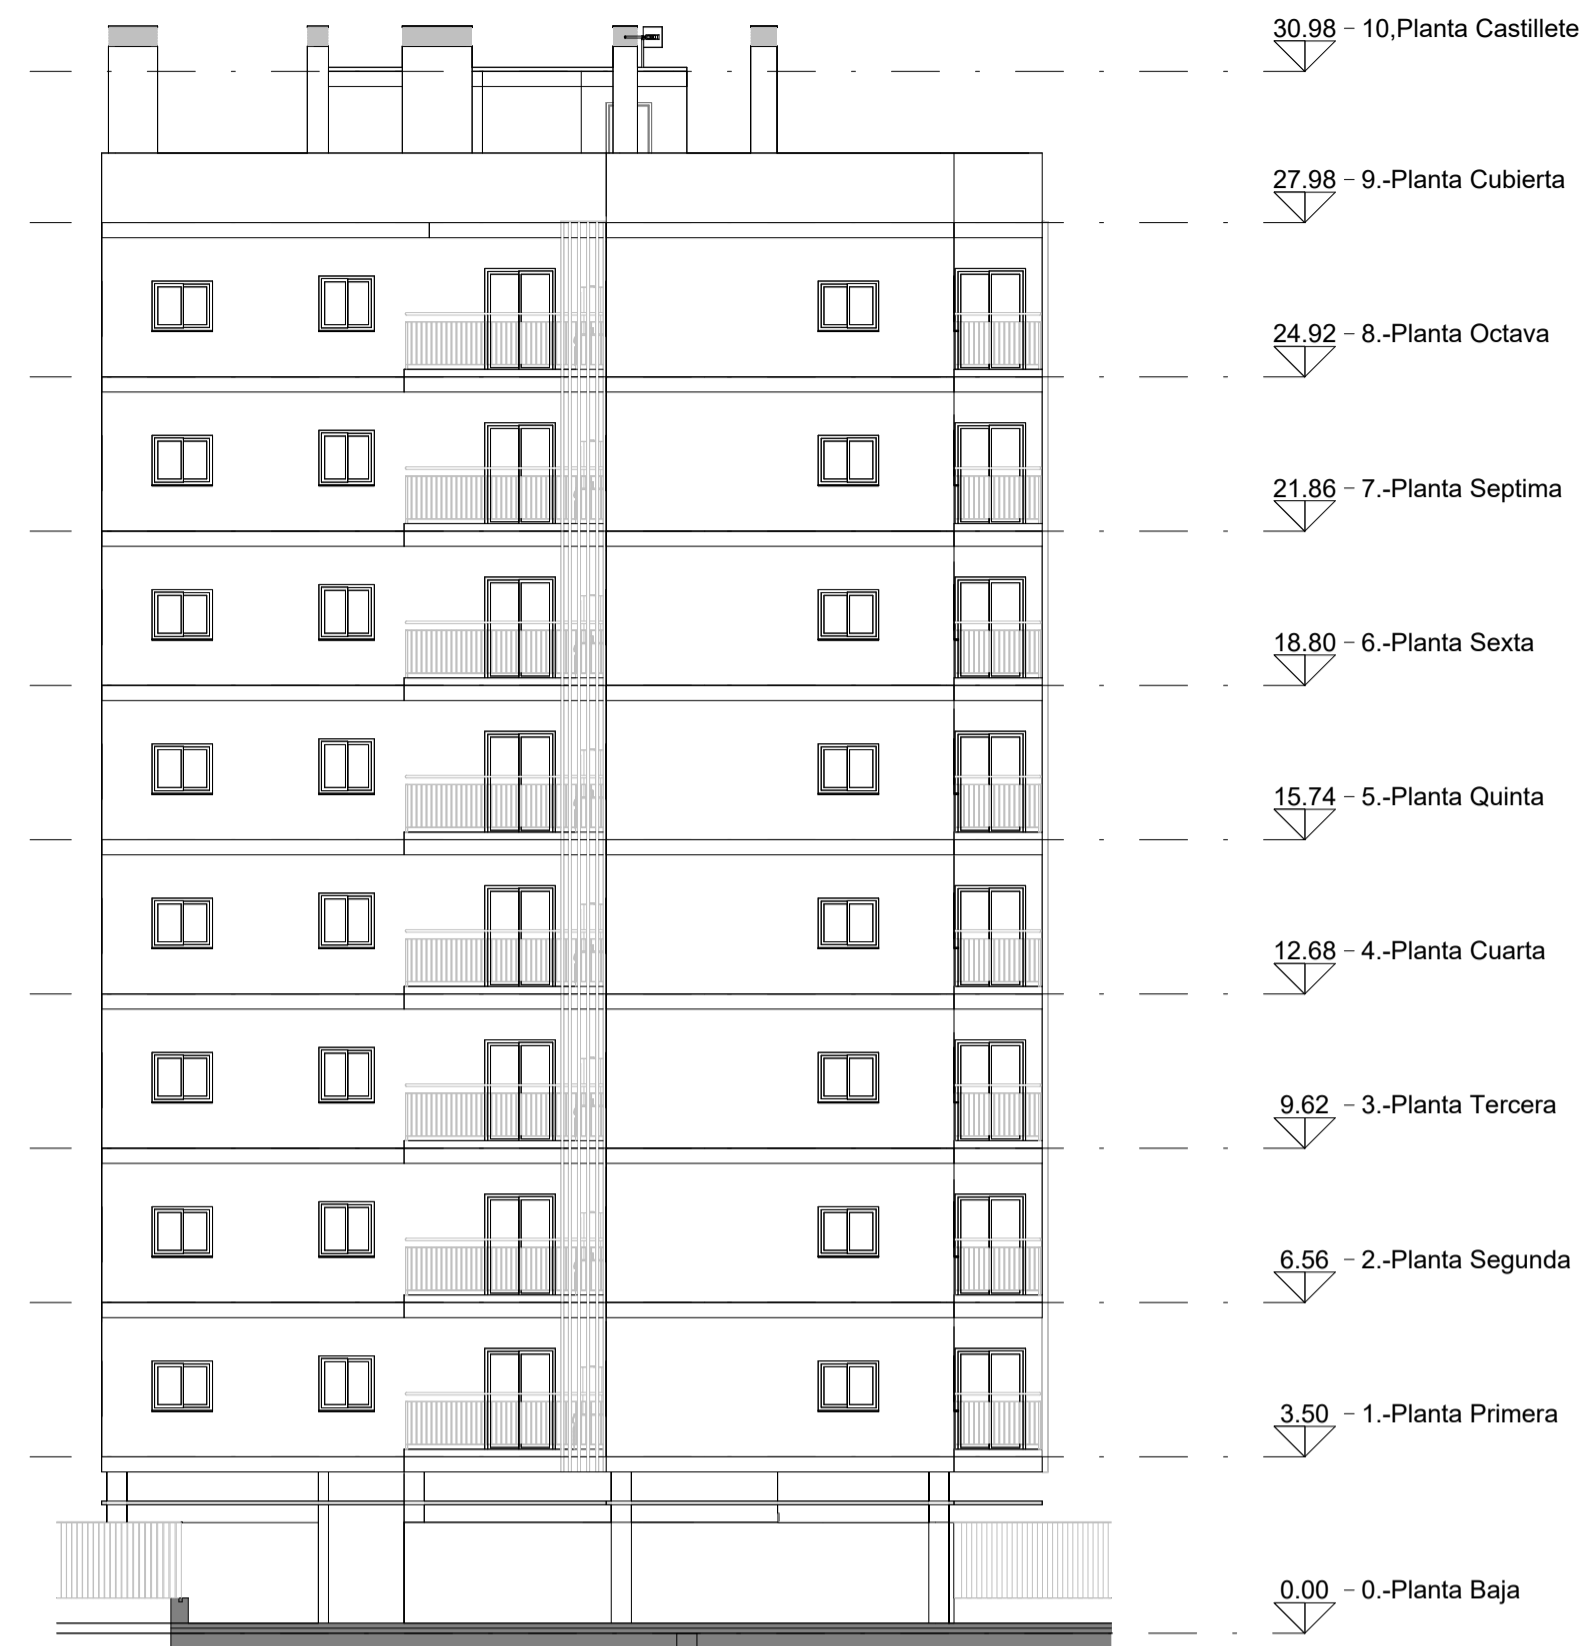 30.98 - 10,Planta Castillete
27.98 - 9.-Planta Cubierta
24.92 - 8.-Planta Octava
21.86 - 7.-Planta Septima
18.80 - 6.-Planta Sexta
15.74 - 5.-Planta Quinta
12.68 - 4.-Planta Cuarta
9.62 - 3.-Planta Tercera
6.56 - 2.-Planta Segunda
3.50 - 1.-Planta Primera
0.00 - 0.-Planta Baja